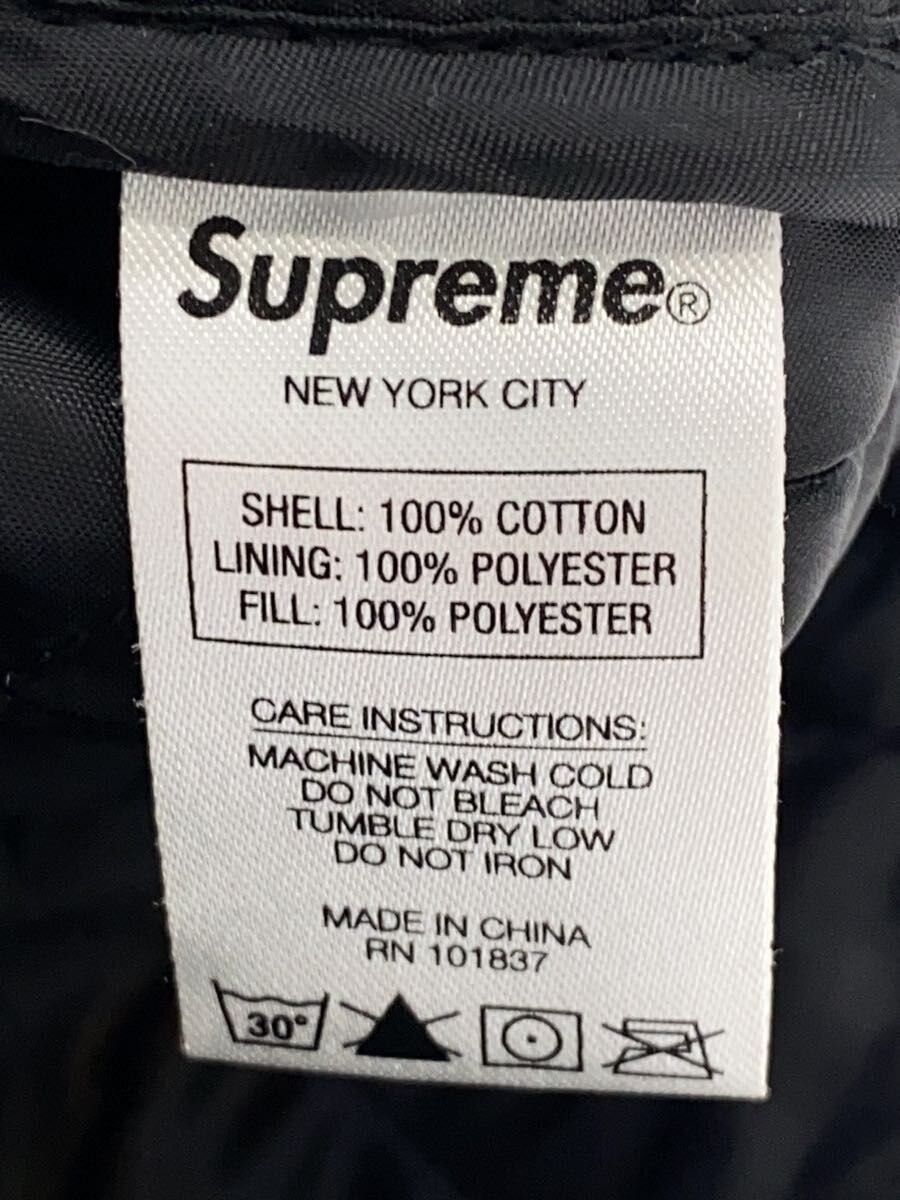 Supreme®
NEW YORK CITY
SHELL: 100% COTTON
LINING: 100% POLYESTER
FILL: 100% POLYESTER
CARE INSTRUCTIONS:
MACHINE WASH COLD
DO NOT BLEACH
TUMBLE DRY LOW
DO NOT IRON
MADE IN CHINA
RN 101837
30°